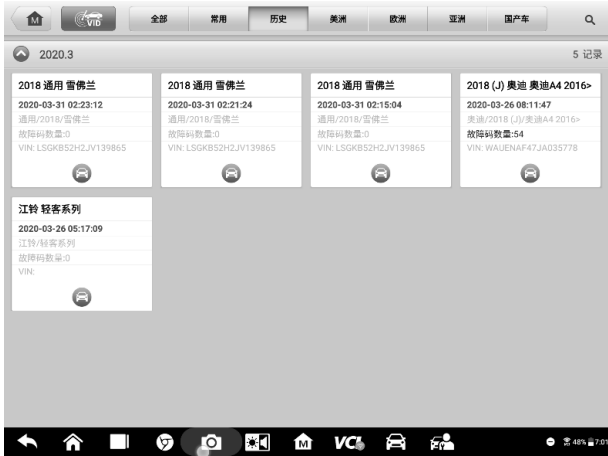 M VID 全部 常用 历史 美洲 欧洲 亚洲 国产车
2020.3 5 记录
2018 通用 雪佛兰
2020-03-31 02:23:12
通用/2018/雪佛兰
故障码数量:0
VIN: LSGKB52H2JV139865
2018 通用 雪佛兰
2020-03-31 02:21:24
通用/2018/雪佛兰
故障码数量:0
VIN: LSGKB52H2JV139865
2018 通用 雪佛兰
2020-03-31 02:15:04
通用/2018/雪佛兰
故障码数量:0
VIN: LSGKB52H2JV139865
2018 (J) 奥迪 奥迪A4 2016>
2020-03-26 08:11:47
奥迪/2018 (J)/奥迪A4 2016>
故障码数量:54
VIN: WAUENAF47JA035778
江铃 轻客系列
2020-03-26 05:17:09
江铃/轻客系列
故障码数量:0
VIN:
M VCI 48% 7:01